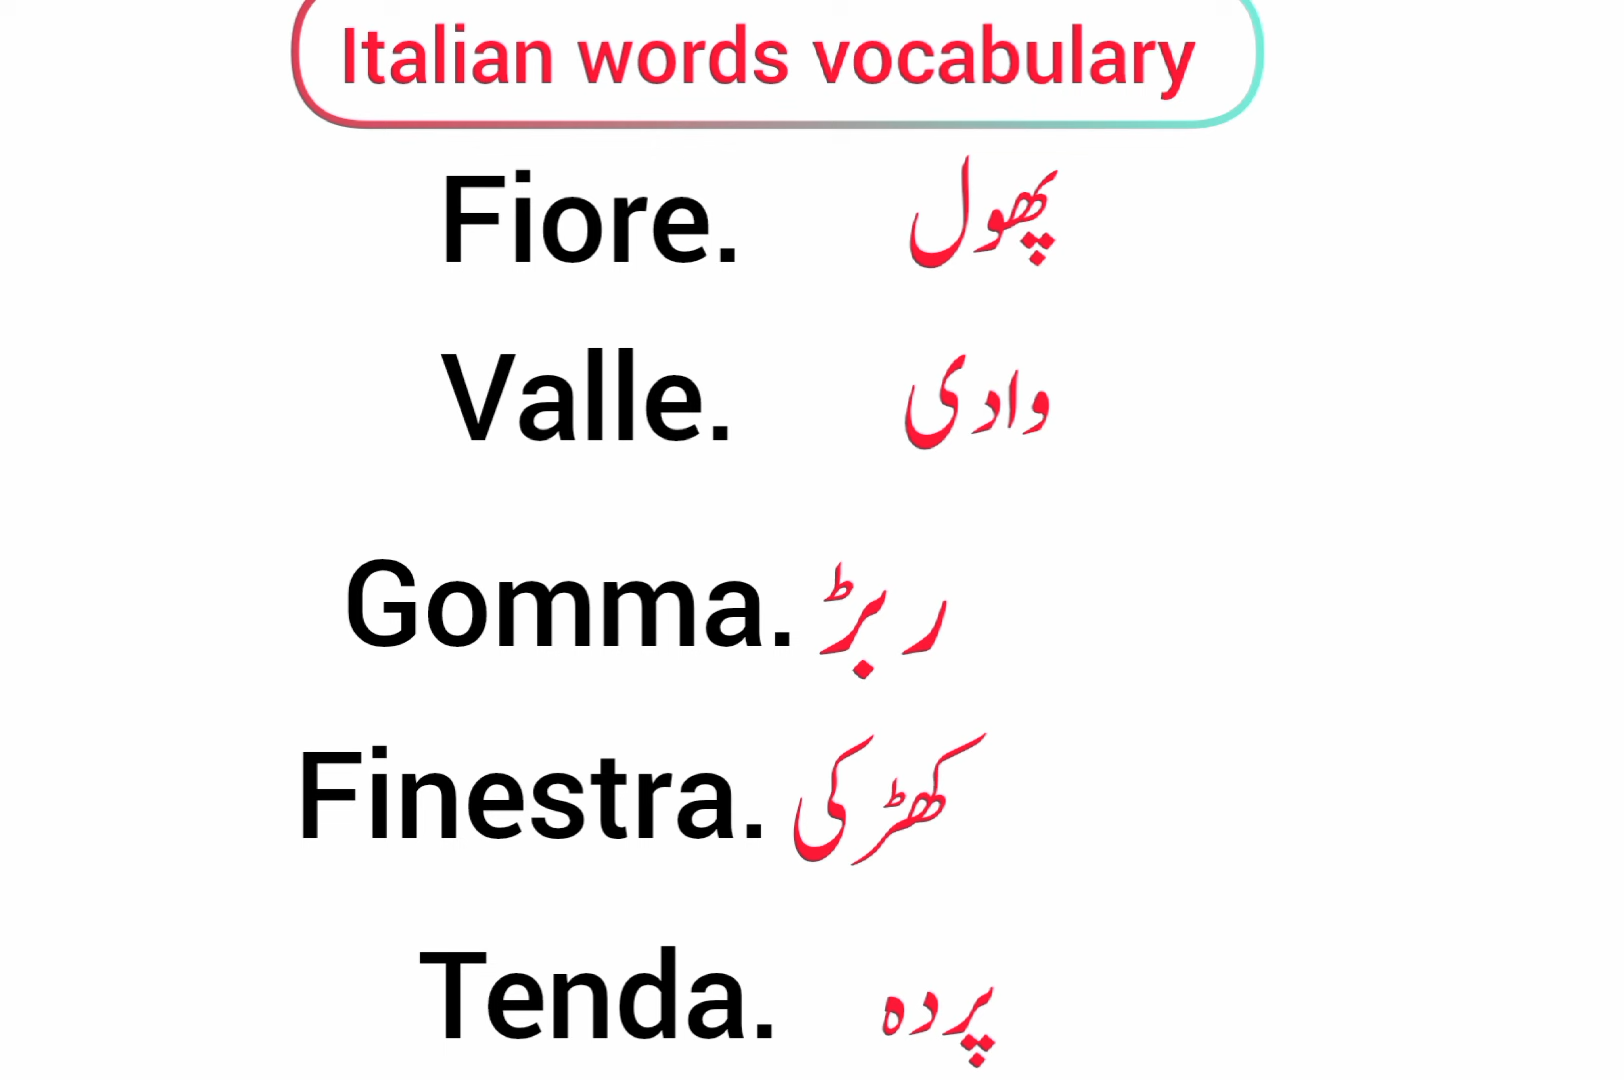 Italian words vocabulary
Fiore. پھول
Valle. وادی
Gomma. ربڑ
Finestra. کھڑکی
Tenda. پردہ